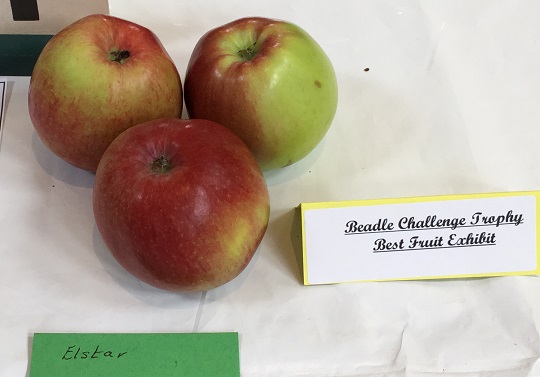 Beadle Challenge Trophy
Best Fruit Exhibit
Elstar